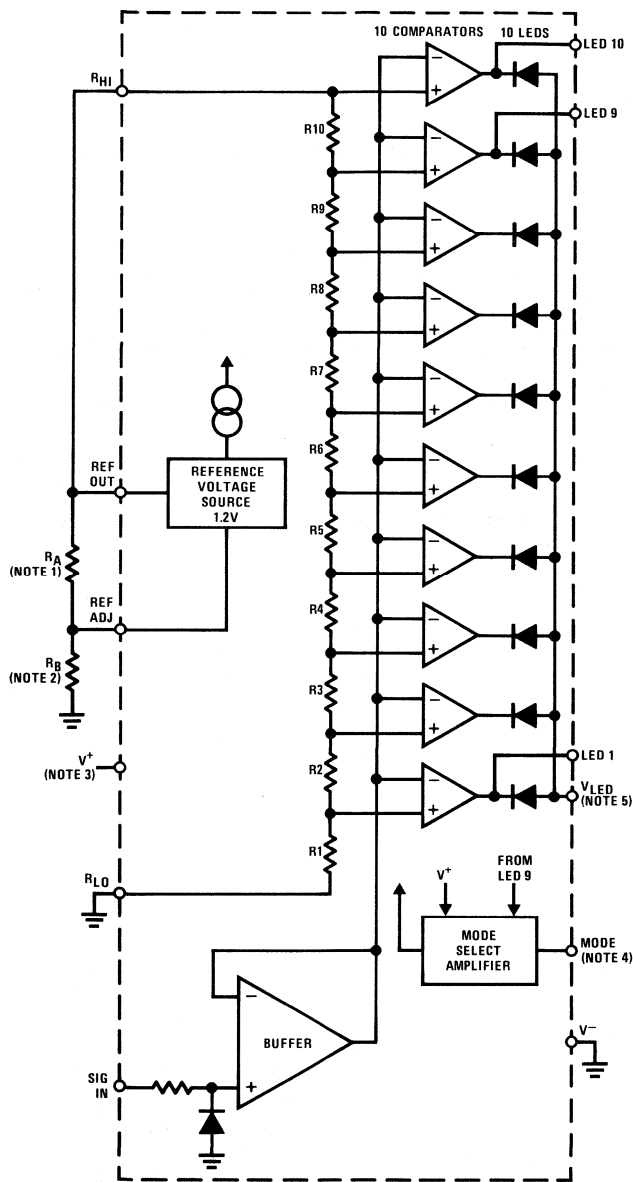 10 COMPARATORS 10 LEDS
LED 10
RHI
LED 9
R10
R9
R8
R7
R6
R5
R4
R3
R2
R1
REF
OUT
REFERENCE
VOLTAGE
SOURCE
1.2V
RA
(NOTE 1)
REF
ADJ
RB
(NOTE 2)
V+
(NOTE 3)
LED 1
VLED
(NOTE 5)
RLO
V+
FROM
LED 9
MODE
SELECT
AMPLIFIER
MODE
(NOTE 4)
BUFFER
V−
SIG
IN
− +
− +
− +
− +
− +
− +
− +
− +
− +
− +
− +